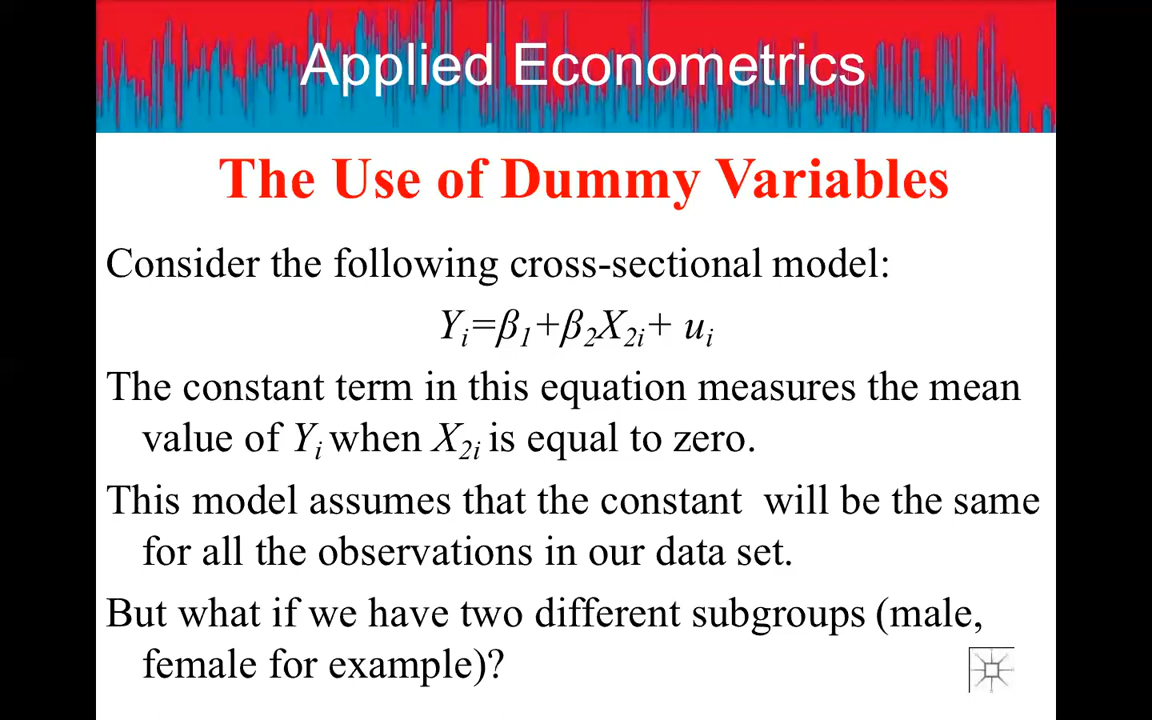 Applied Econometrics
The Use of Dummy Variables
Consider the following cross-sectional model:
Yᵢ=β₁+β₂X₂ᵢ+ uᵢ
The constant term in this equation measures the mean
value of Yᵢ when X₂ᵢ is equal to zero.
This model assumes that the constant will be the same
for all the observations in our data set.
But what if we have two different subgroups (male,
female for example)?